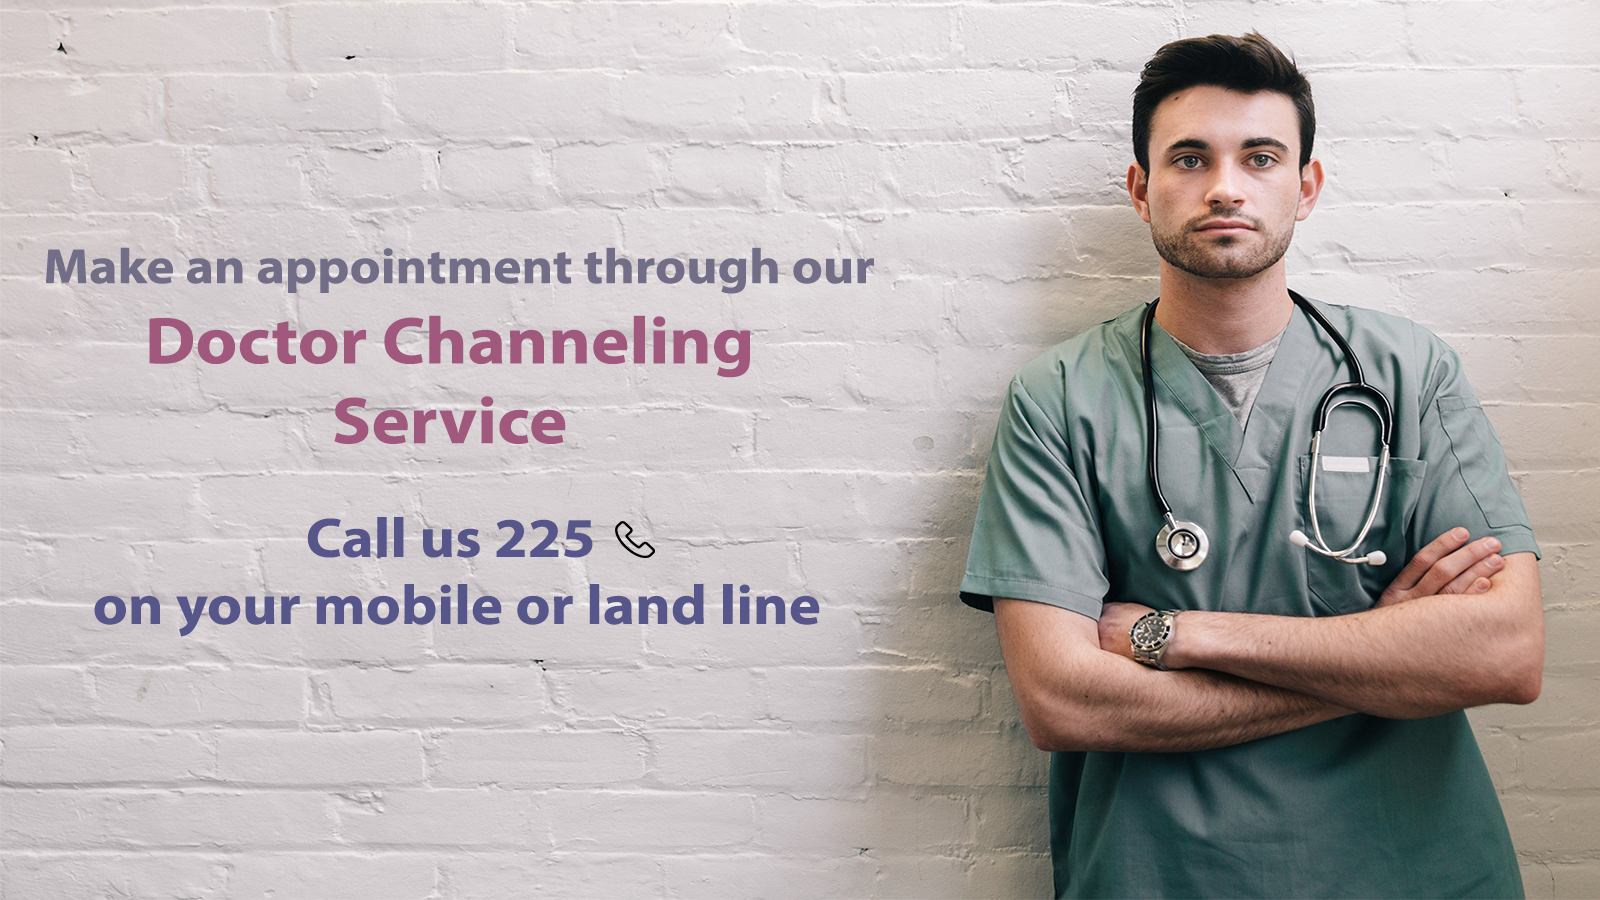 Make an appointment through our
Doctor Channeling
Service
Call us 225
on your mobile or land line